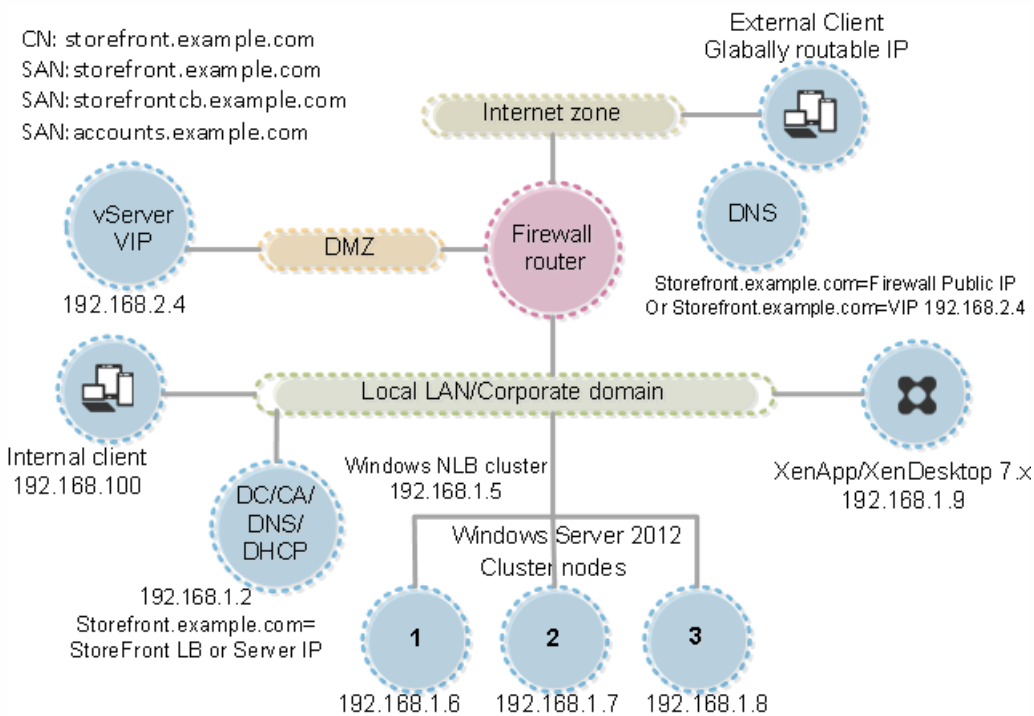 CN: storefront.example.com
SAN: storefront.example.com
SAN: storefrontcb.example.com
SAN: accounts.example.com
External Client
Glabally routable IP
Internet zone
vServer
VIP
192.168.2.4
DMZ
Firewall
router
DNS
Storefront.example.com=Firewall Public IP
Or Storefront.example.com=VIP 192.168.2.4
Local LAN/Corporate domain
Internal client
192.168.100
XenApp/XenDesktop 7.x
192.168.1.9
DC/CA/
DNS/
DHCP
192.168.1.2
Storefront.example.com=
StoreFront LB or Server IP
Windows NLB cluster
192.168.1.5
Windows Server 2012
Cluster nodes
1
2
3
192.168.1.6
192.168.1.7
192.168.1.8